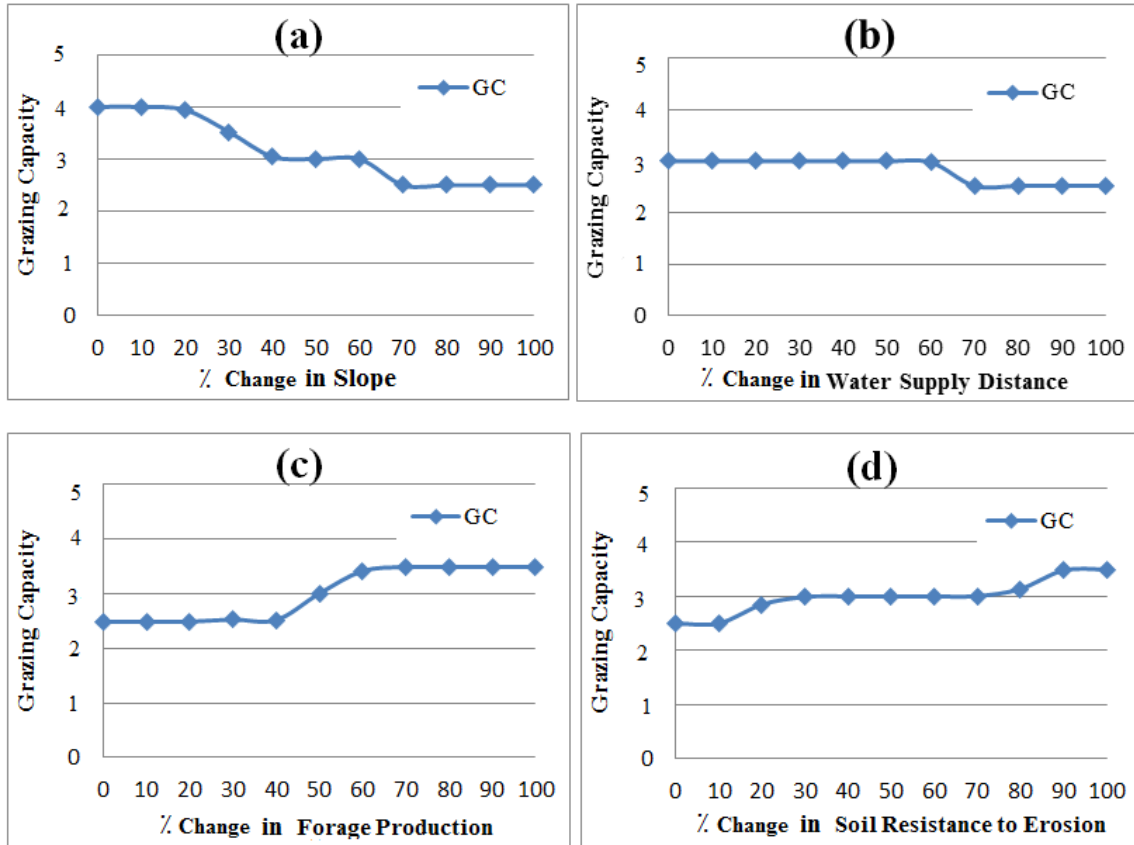 (a)
5
4
3
2
1
0
Grazing Capacity
GC
0 10 20 30 40 50 60 70 80 90 100
٪ Change in Slope
(b)
5
4
3
2
1
0
Grazing Capacity
GC
0 10 20 30 40 50 60 70 80 90 100
٪ Change in Water Supply Distance
(c)
5
4
3
2
1
0
Grazing Capacity
GC
0 10 20 30 40 50 60 70 80 90 100
٪ Change in Forage Production
(d)
5
4
3
2
1
0
Grazing Capacity
GC
0 10 20 30 40 50 60 70 80 90 100
٪ Change in Soil Resistance to Erosion